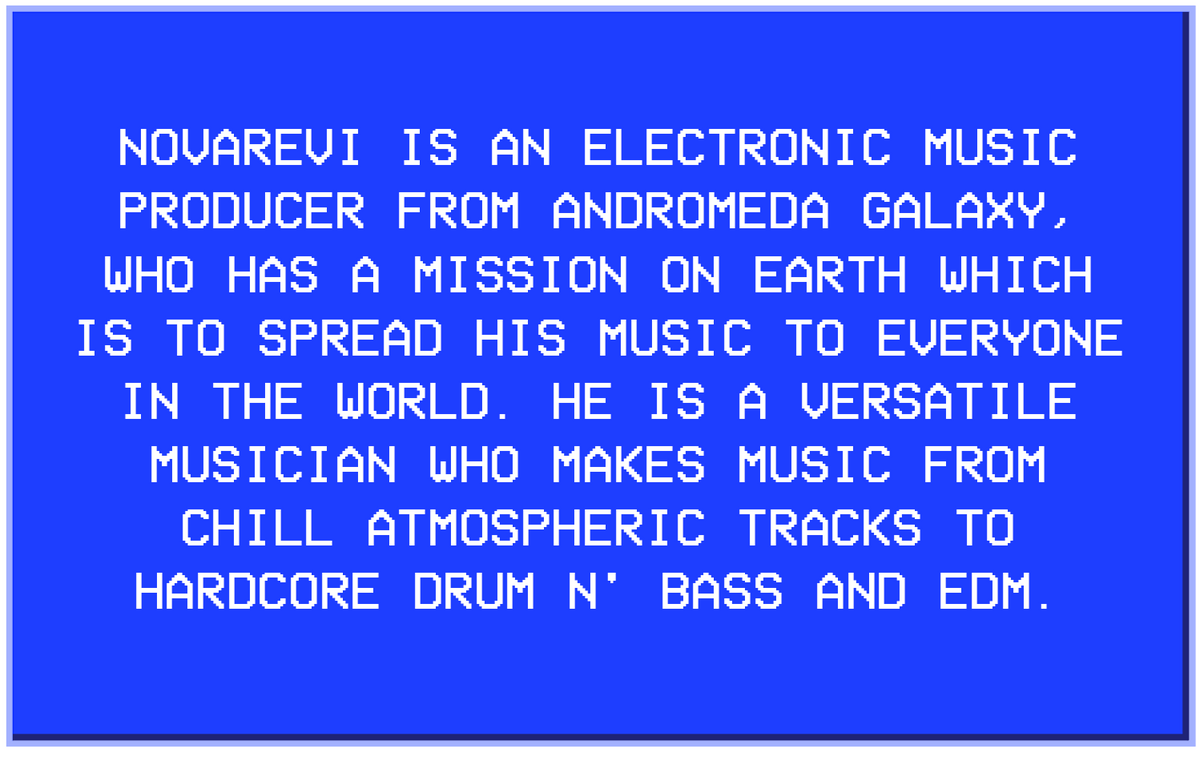 NOVAREVI IS AN ELECTRONIC MUSIC
PRODUCER FROM ANDROMEDA GALAXY,
WHO HAS A MISSION ON EARTH WHICH
IS TO SPREAD HIS MUSIC TO EVERYONE
IN THE WORLD. HE IS A VERSATILE
MUSICIAN WHO MAKES MUSIC FROM
CHILL ATMOSPHERIC TRACKS TO
HARDCORE DRUM N' BASS AND EDM.